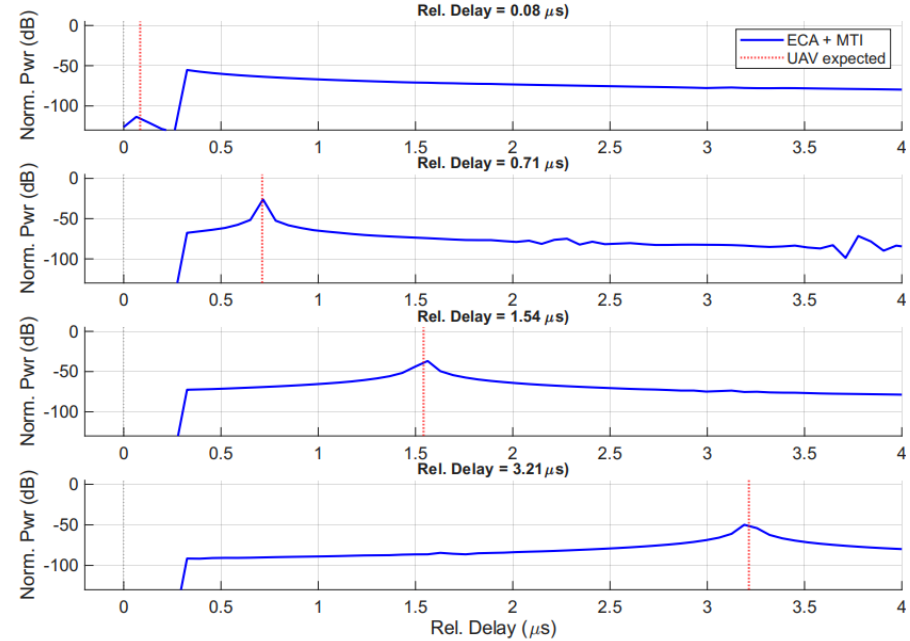 Rel. Delay = 0.08 μs)
Norm. Pwr (dB)
0
-50
-100
ECA + MTI
UAV expected
0 0.5 1 1.5 2 2.5 3 3.5 4
Rel. Delay = 0.71 μs)
Norm. Pwr (dB)
0
-50
-100
0 0.5 1 1.5 2 2.5 3 3.5 4
Rel. Delay = 1.54 μs)
Norm. Pwr (dB)
0
-50
-100
0 0.5 1 1.5 2 2.5 3 3.5 4
Rel. Delay = 3.21 μs)
Norm. Pwr (dB)
0
-50
-100
0 0.5 1 1.5 2 2.5 3 3.5 4
Rel. Delay (μs)